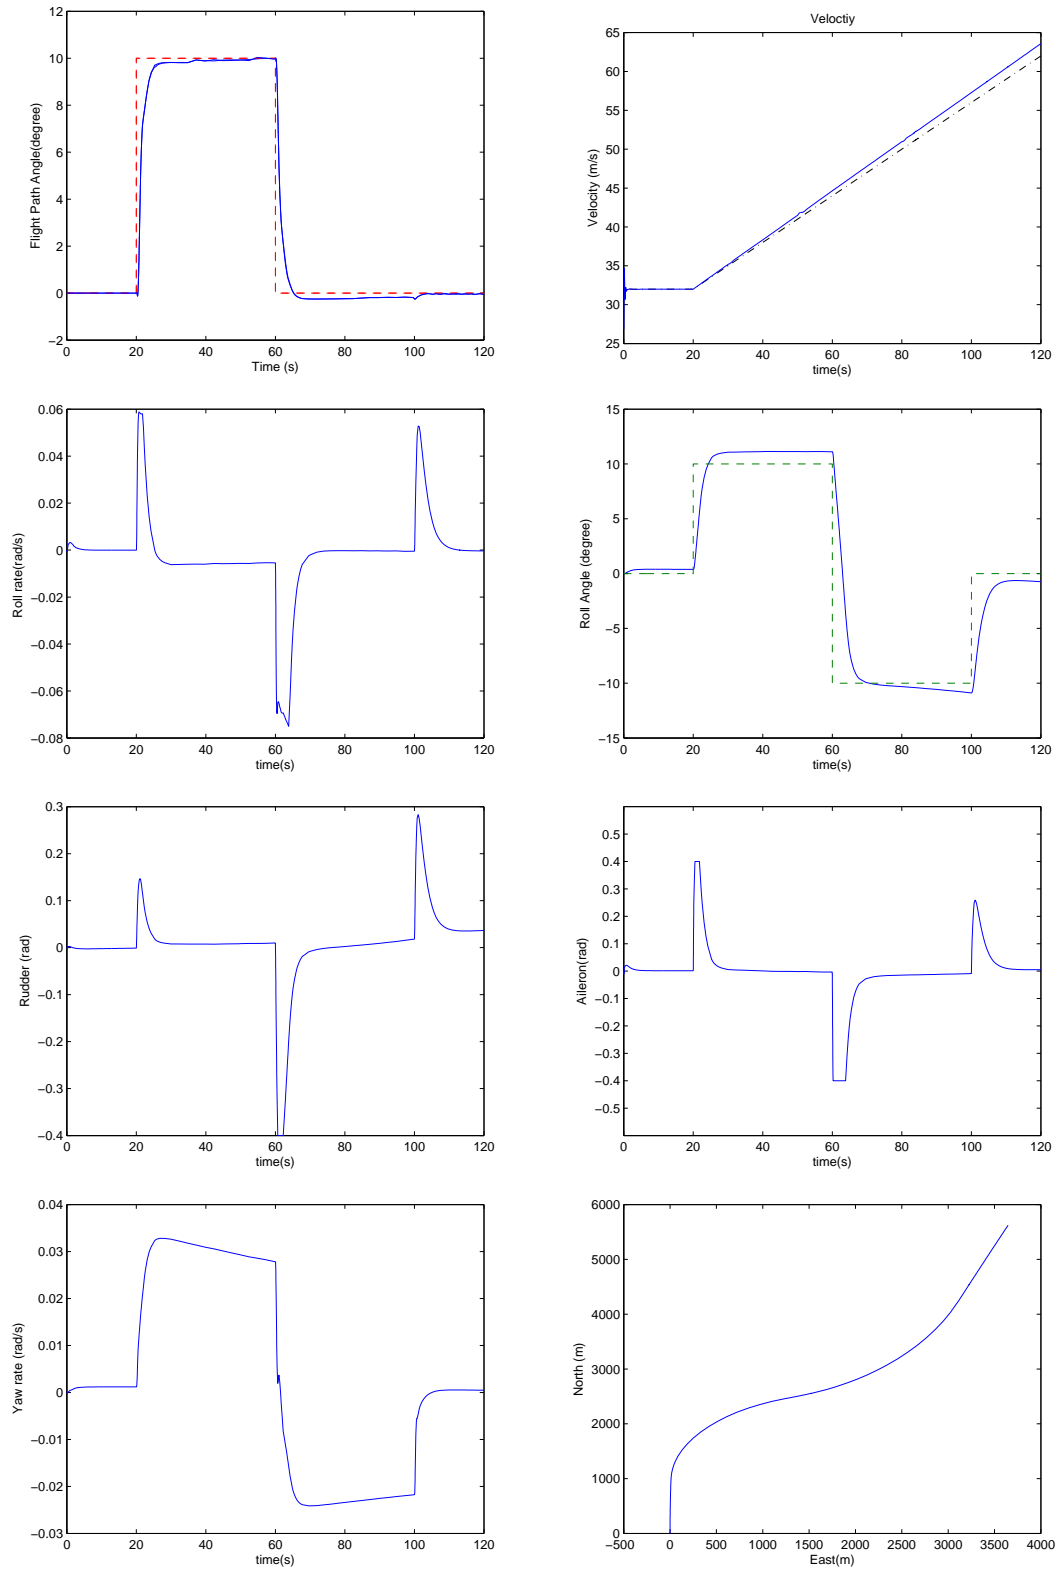 12
10
8
6
4
2
0
−2
Flight Path Angle(degree)
0 20 40 60 80 100 120
Time (s)
Veloctiy
65
60
55
50
45
40
35
30
25
Velocity (m/s)
0 20 40 60 80 100 120
time(s)
0.06
0.04
0.02
0
−0.02
−0.04
−0.06
−0.08
Roll rate(rad/s)
0 20 40 60 80 100 120
time(s)
15
10
5
0
−5
−10
−15
Roll Angle (degree)
0 20 40 60 80 100 120
time(s)
0.3
0.2
0.1
0
−0.1
−0.2
−0.3
−0.4
Rudder (rad)
0 20 40 60 80 100 120
time(s)
0.5
0.4
0.3
0.2
0.1
0
−0.1
−0.2
−0.3
−0.4
−0.5
Aileron(rad)
0 20 40 60 80 100 120
time(s)
0.04
0.03
0.02
0.01
0
−0.01
−0.02
−0.03
Yaw rate (rad/s)
0 20 40 60 80 100 120
time(s)
6000
5000
4000
3000
2000
1000
0
North (m)
−500 0 500 1000 1500 2000 2500 3000 3500 4000
East(m)